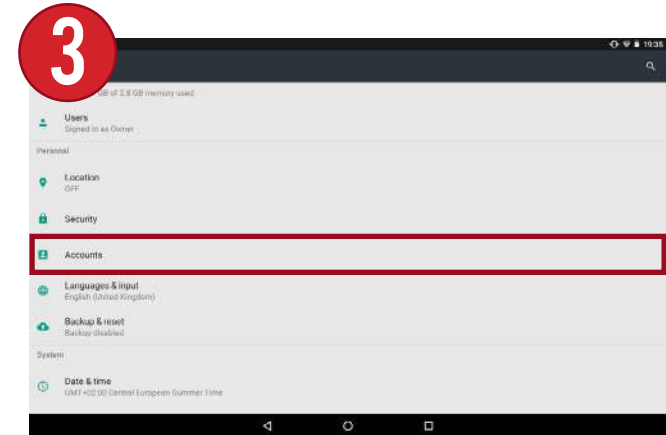 3
19:35
GB of 3.8 GB memory used
Users
Signed in as Owner
Personal
Location
OFF
Security
Accounts
Languages & input
English (United Kingdom)
Backup & reset
Backup disabled
System
Date & time
GMT+02:00 Central European Summer Time